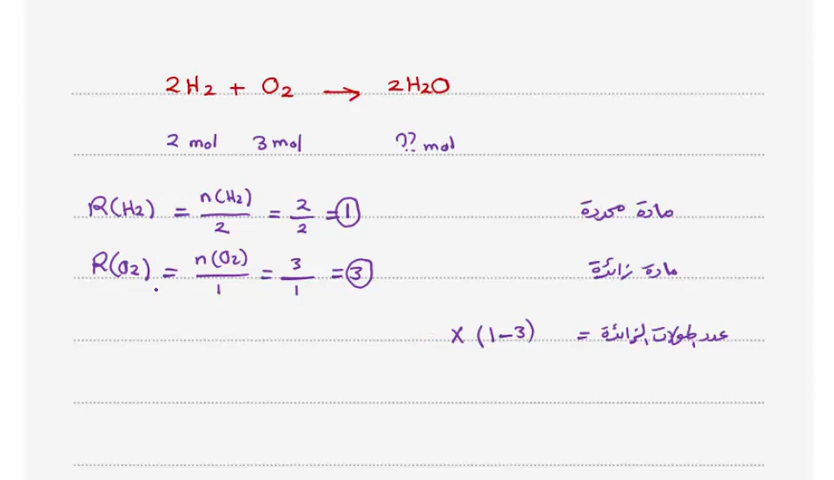 2H₂ + O₂ → 2H₂O
2 mol 3 mol ?? mol
R(H₂) = n(H₂)/2 = 2/2 = 1 مادة محددة
R(O₂) = n(O₂)/1 = 3/1 = 3 مادة زائدة
عدد المولات الزائدة = (3-1) ×